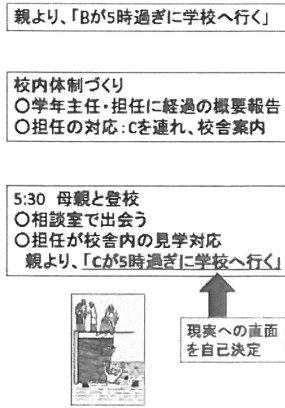 親より、「Bが5時過ぎに学校へ行く」
校内体制づくり
○学年主任・担任に経過の概要報告
○担任の対応:Cを連れ、校舎案内
5:30 母親と登校
○相談室で出会う
○担任が校舎内の見学対応
親より、「Cが5時過ぎに学校へ行く」
現実への直面
を自己決定